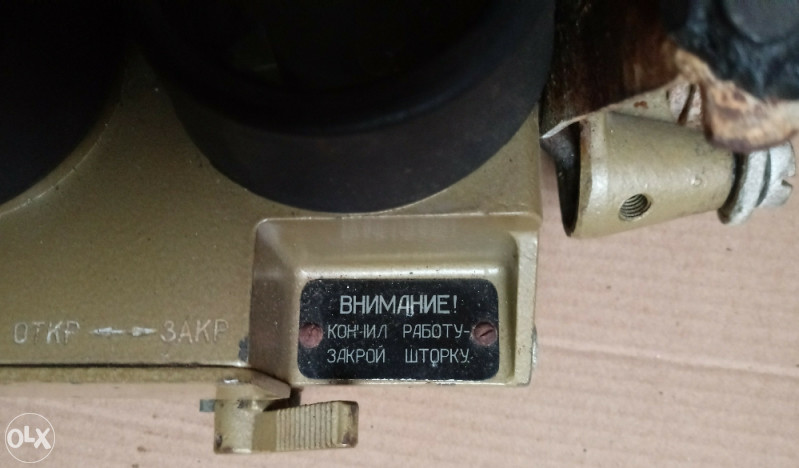 ВНИМАНИЕ!
КОНЧИЛ РАБОТУ-
ЗАКРОЙ ШТОРКУ.
ОТКР ЗАКР
OLX